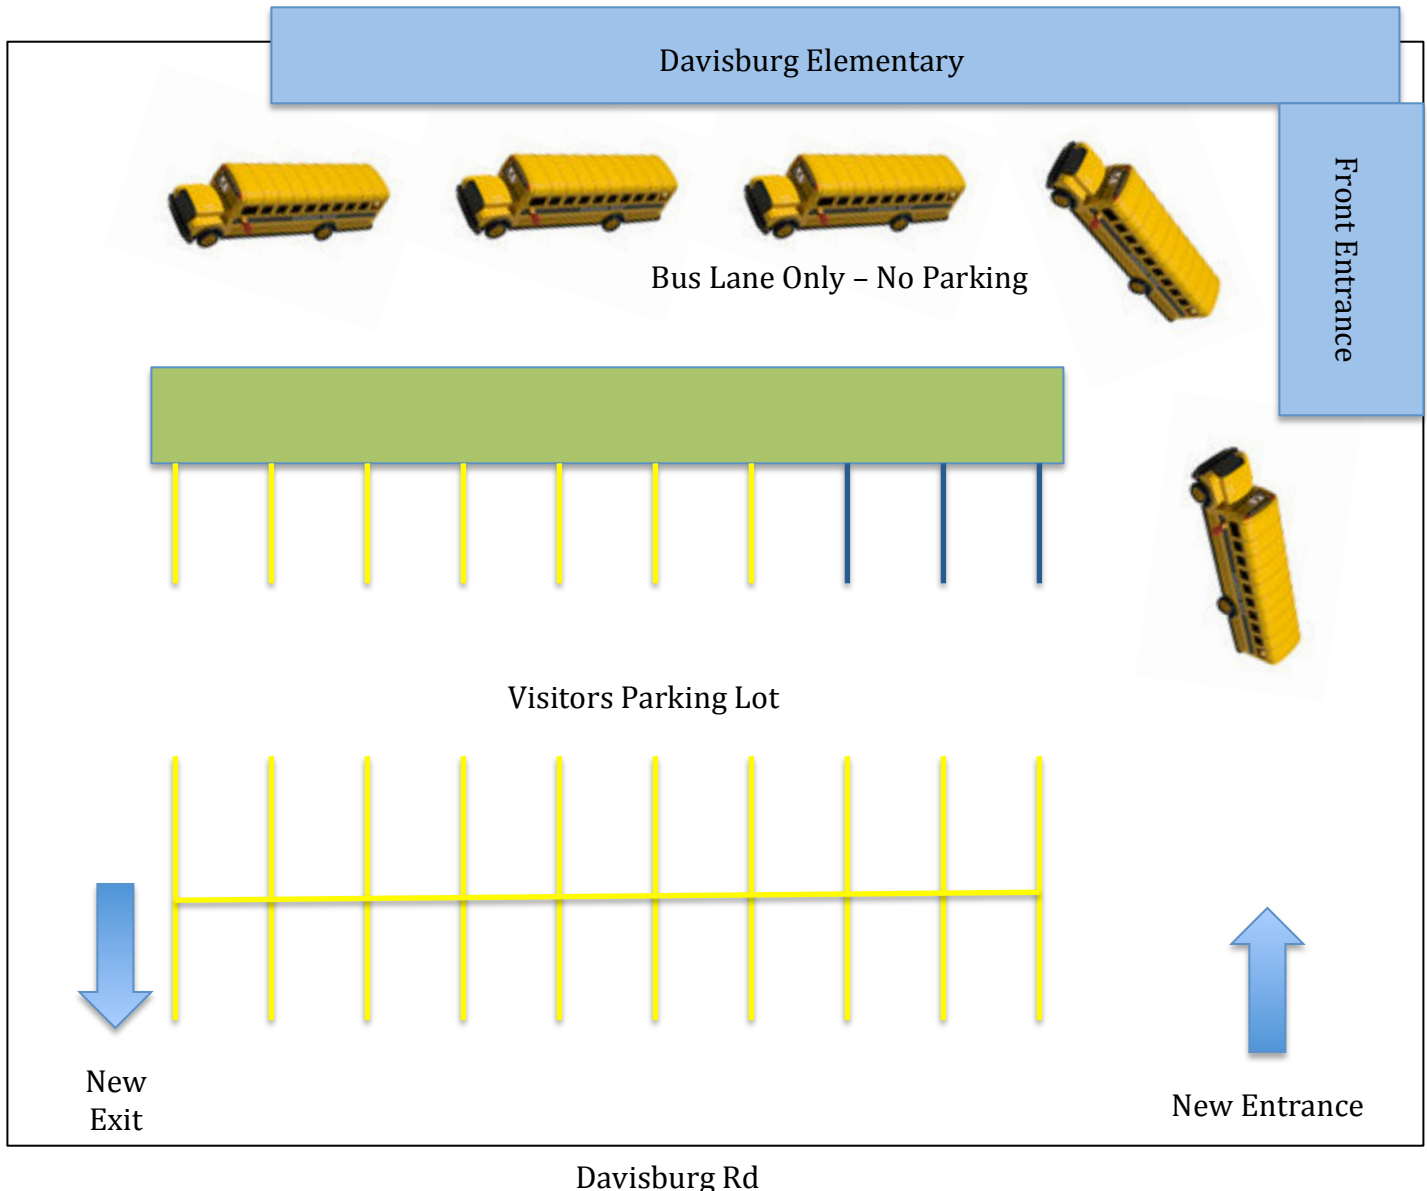 Davisburg Elementary
Front Entrance
Bus Lane Only – No Parking
Visitors Parking Lot
New
Exit
New Entrance
Davisburg Rd